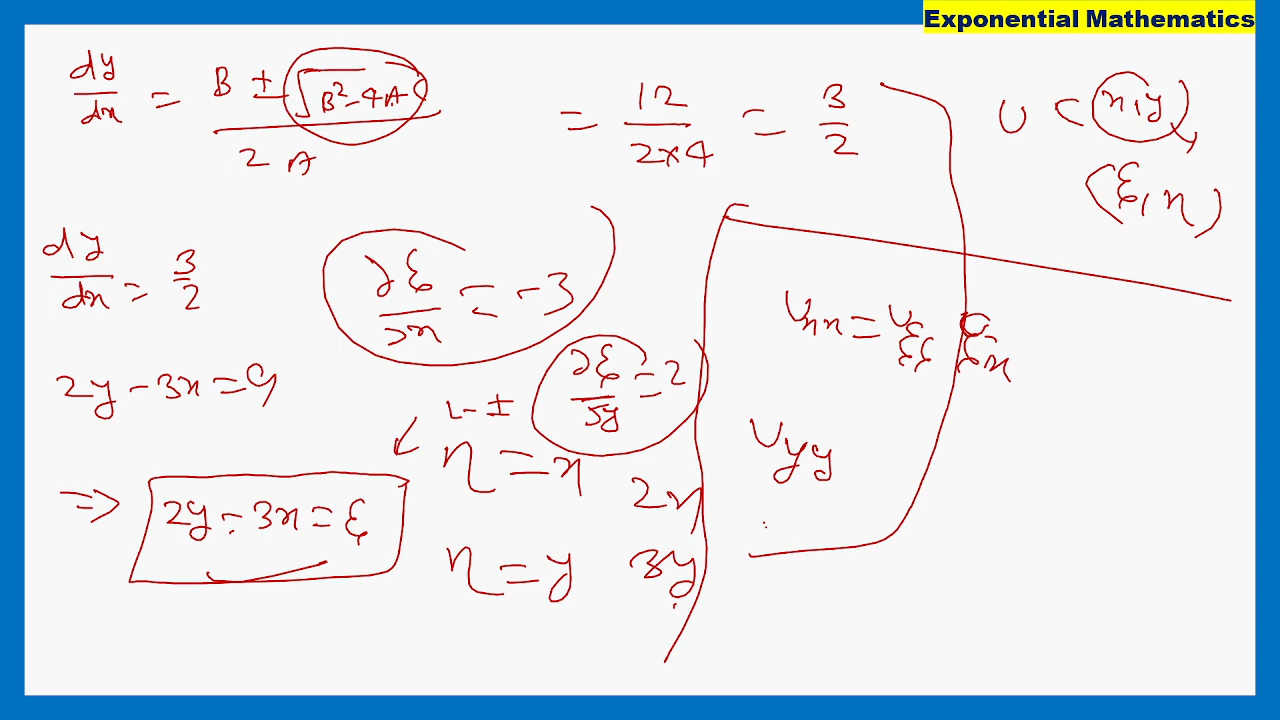 Exponential Mathematics
dy/dx = B ± √(B² - 4AC) / 2A
= 12 / 2×4 = 3/2
U (x, y)
(ξ, η)
dy/dx = 3/2
∂ξ/∂x = -3
∂ξ/∂y = 2
2y - 3x = C₁
⇒ 2y - 3x = ξ
η = x
2x
η = y
3y
Uxx = Uξξ ξx
Uyy